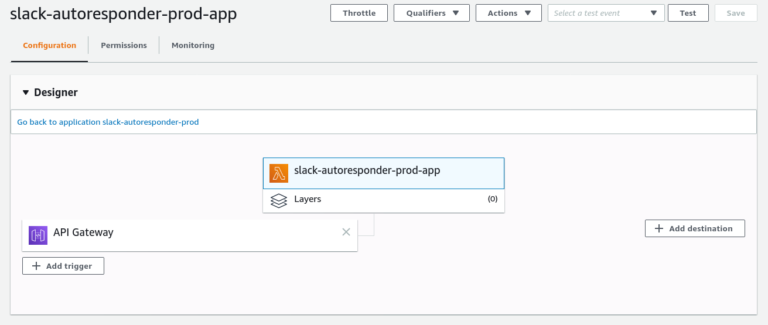 slack-autoresponder-prod-app
Throttle
Qualifiers
Actions
Select a test event
Test
Save
Configuration
Permissions
Monitoring
Designer
Go back to application slack-autoresponder-prod
slack-autoresponder-prod-app
Layers (0)
API Gateway
Add destination
Add trigger